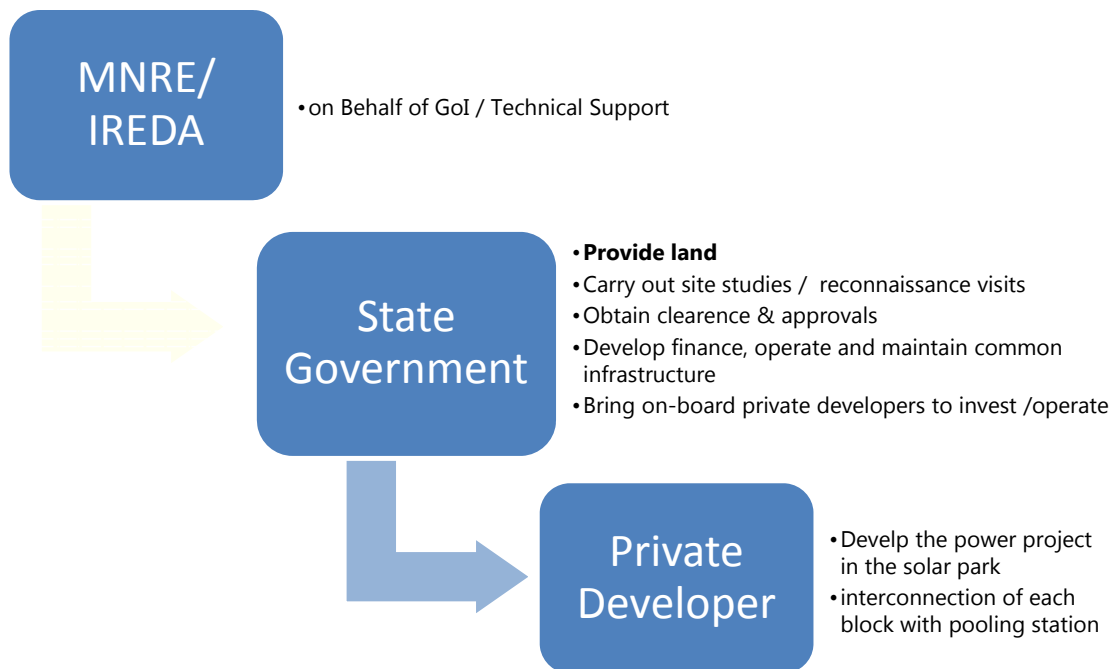 MNRE/
IREDA
•on Behalf of GoI / Technical Support
State
Government
•Provide land
•Carry out site studies / reconnaissance visits
•Obtain clearence & approvals
•Develop finance, operate and maintain common
infrastructure
•Bring on-board private developers to invest /operate
Private
Developer
•Develp the power project
in the solar park
•interconnection of each
block with pooling station